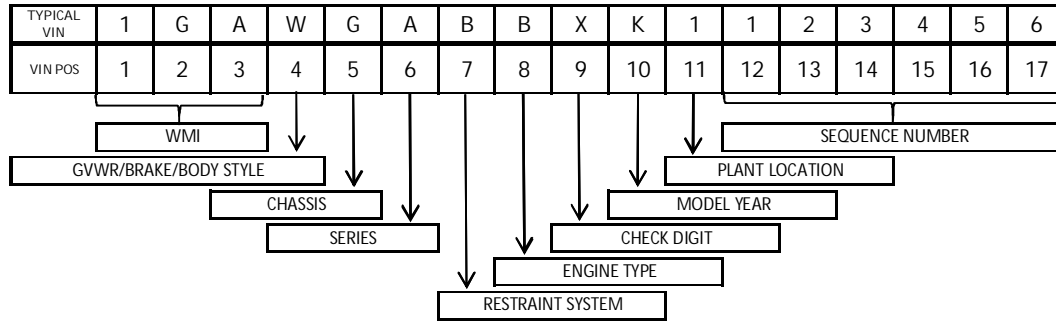 TYPICAL VIN 1 G A W G A B B X K 1 1 2 3 4 5 6
VIN POS 1 2 3 4 5 6 7 8 9 10 11 12 13 14 15 16 17
WMI SEQUENCE NUMBER
GVWR/BRAKE/BODY STYLE PLANT LOCATION
CHASSIS MODEL YEAR
SERIES CHECK DIGIT
ENGINE TYPE
RESTRAINT SYSTEM